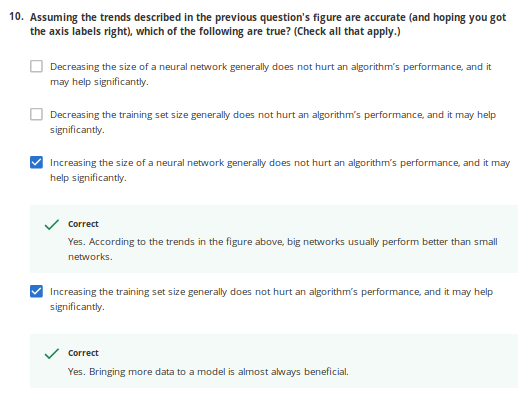 10. Assuming the trends described in the previous question's figure are accurate (and hoping you got
the axis labels right), which of the following are true? (Check all that apply.)
Decreasing the size of a neural network generally does not hurt an algorithm's performance, and it
may help significantly.
Decreasing the training set size generally does not hurt an algorithm's performance, and it may help
significantly.
Increasing the size of a neural network generally does not hurt an algorithm's performance, and it may
help significantly.
Correct
Yes. According to the trends in the figure above, big networks usually perform better than small
networks.
Increasing the training set size generally does not hurt an algorithm's performance, and it may help
significantly.
Correct
Yes. Bringing more data to a model is almost always beneficial.